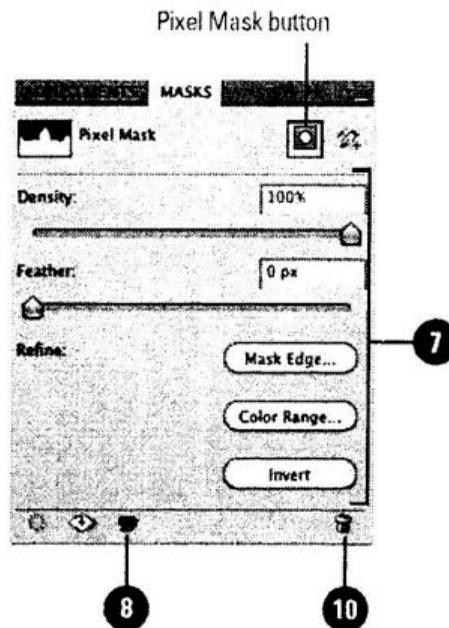 Pixel Mask button
MASKS
Pixel Mask
Density: 100%
Feather: 0 px
Refine: Mask Edge...
Color Range...
Invert
7
8
10